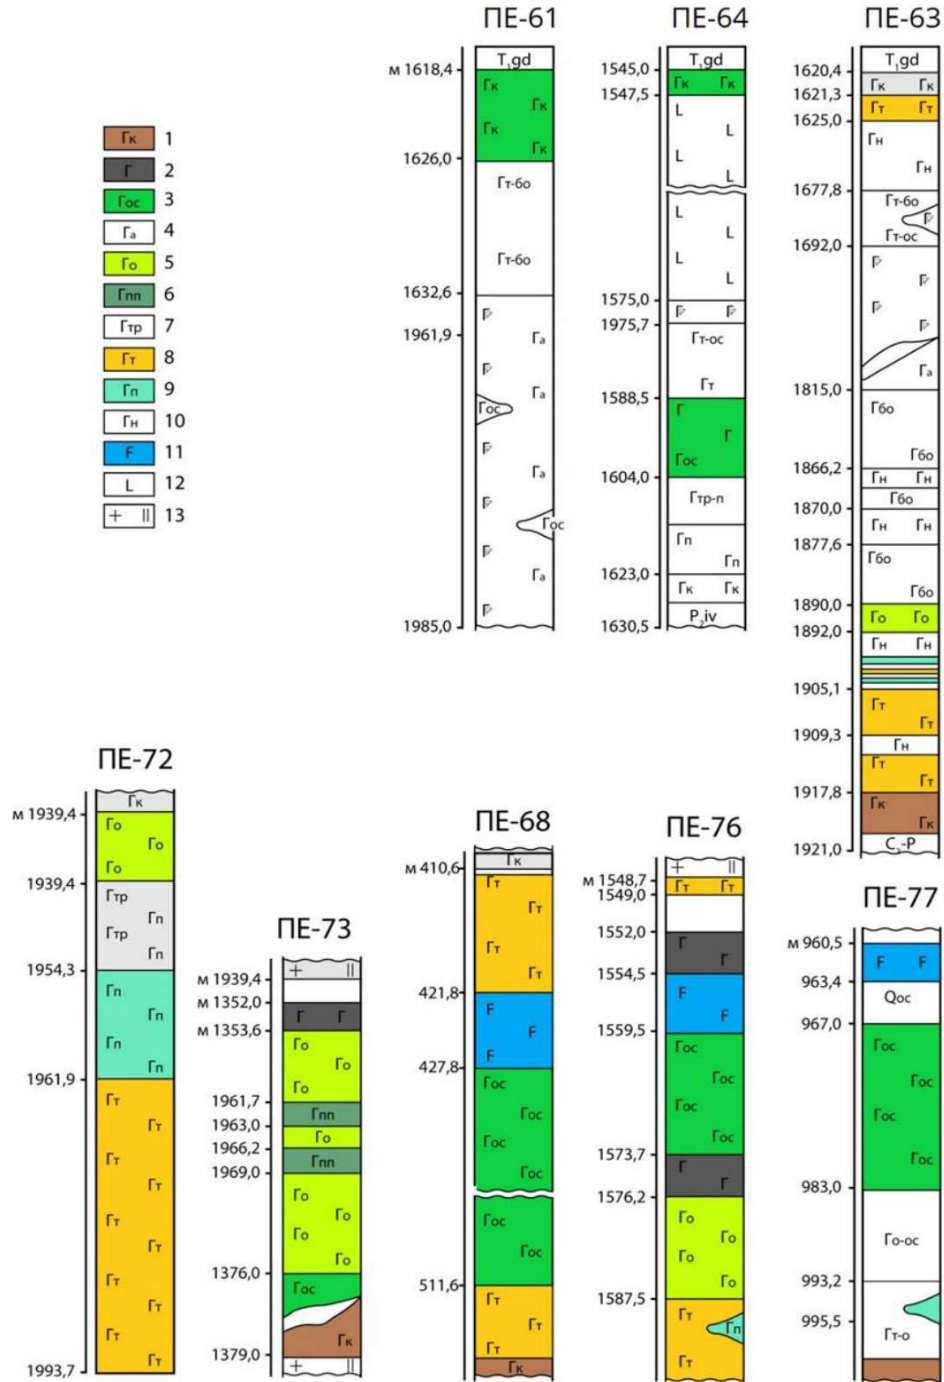 ПЕ-61
м 1618,4
1626,0
1632,6
1961,9
1985,0
T₁gd
Гк
Гк
Гк
Гк
Гт-бо
Гт-бо
Га
Га
Гос
Га
Гос
Га
ПЕ-64
1545,0
1547,5
1575,0
1975,7
1588,5
1604,0
1623,0
1630,5
T₁gd
Гк Гк
L
L
L
L
L
L
L
L
Гт-ос
Гт
Г
Г
Гос
Гтр-п
Гп
Гп
Гк Гк
P₂iv
ПЕ-63
1620,4
1621,3
1625,0
1677,8
1692,0
1815,0
1866,2
1870,0
1877,6
1890,0
1892,0
1905,1
1909,3
1917,8
1921,0
T₁gd
Гк Гк
Гт Гт
Гн
Гн
Гт-бо
Гт-ос
Га
Гбо
Гбо
Гн Гн
Гбо
Гн Гн
Гбо
Гбо
Го Го
Гн Гн
Гт
Гт
Гн
Гт
Гт
Гк
Гк
C₂-P
Гк 1
Г 2
Гос 3
Га 4
Го 5
Гпп 6
Гтр 7
Гт 8
Гп 9
Гн 10
F 11
L 12
+ || 13
ПЕ-72
м 1939,4
1939,4
1954,3
1961,9
1993,7
Гк
Го
Го
Го
Гтр
Гп
Гтр
Гп
Гп
Гп
Гп
Гп
Гт
Гт
Гт
Гт
Гт
Гт
Гт
Гт
Гт
Гт
ПЕ-73
м 1939,4
м 1352,0
м 1353,6
1961,7
1963,0
1966,2
1969,0
1376,0
1379,0
+ ||
Г Г
Го
Го
Го
Гпп
Го
Гпп
Го
Го
Го
Го
Гос
Гк
+ ||
ПЕ-68
м 410,6
421,8
427,8
511,6
Гк
Гт
Гт
Гт
Гт
F
F
F
Гос
Гос
Гос
Гос
Гос
Гос
Гт
Гт
Гт
Гк
ПЕ-76
м 1548,7
1549,0
1552,0
1554,5
1559,5
1573,7
1576,2
1587,5
+ ||
Гт Гт
Г
Г
F
F
Гос
Гос
Гос
Гос
Г
Г
Го
Го
Го
Го
Гт
Гп
Гт
ПЕ-77
м 960,5
963,4
967,0
983,0
993,2
995,5
F F
Qос
Гос
Гос
Гос
Гос
Го-ос
Гт-о